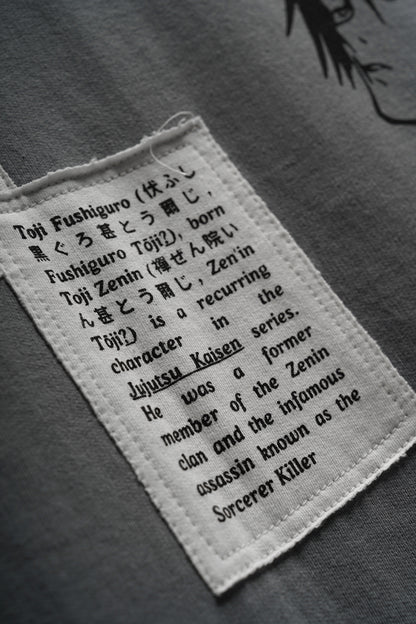 Toji Fushiguro (伏ふし
黒ぐろ甚とう爾じ,
Fushiguro Tōji?), born
Toji Zenin (禪ぜん院い
ん甚とう爾じ, Zen'in
Tōji?) is a recurring
character in the
Jujutsu Kaisen series.
He was a former
member of the Zenin
clan and the infamous
assassin known as the
Sorcerer Killer